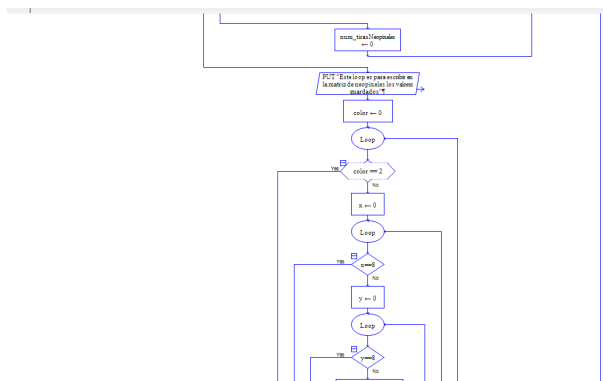 num_tirasNeopixeles
← 0
PUT "Este loop es para escribir en
la matriz de neopixeles los valores
guardados"¶
color ← 0
Loop
Yes
color == 2
No
x ← 0
Loop
Yes
x==8
No
y ← 0
Loop
Yes
y==8
No